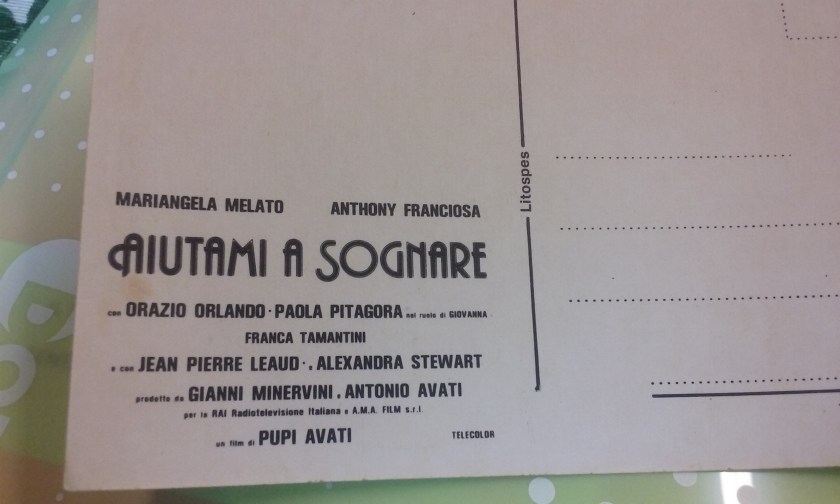 MARIANGELA MELATO ANTHONY FRANCIOSA
AIUTAMI A SOGNARE
con ORAZIO ORLANDO · PAOLA PITAGORA nel ruolo di GIOVANNA
FRANCA TAMANTINI
e con JEAN PIERRE LEAUD · . ALEXANDRA STEWART
prodotto da GIANNI MINERVINI . ANTONIO AVATI
per la RAI Radiotelevisione Italiana e A.M.A. FILM s.r.l.
un film di PUPI AVATI TELECOLOR
Litospes